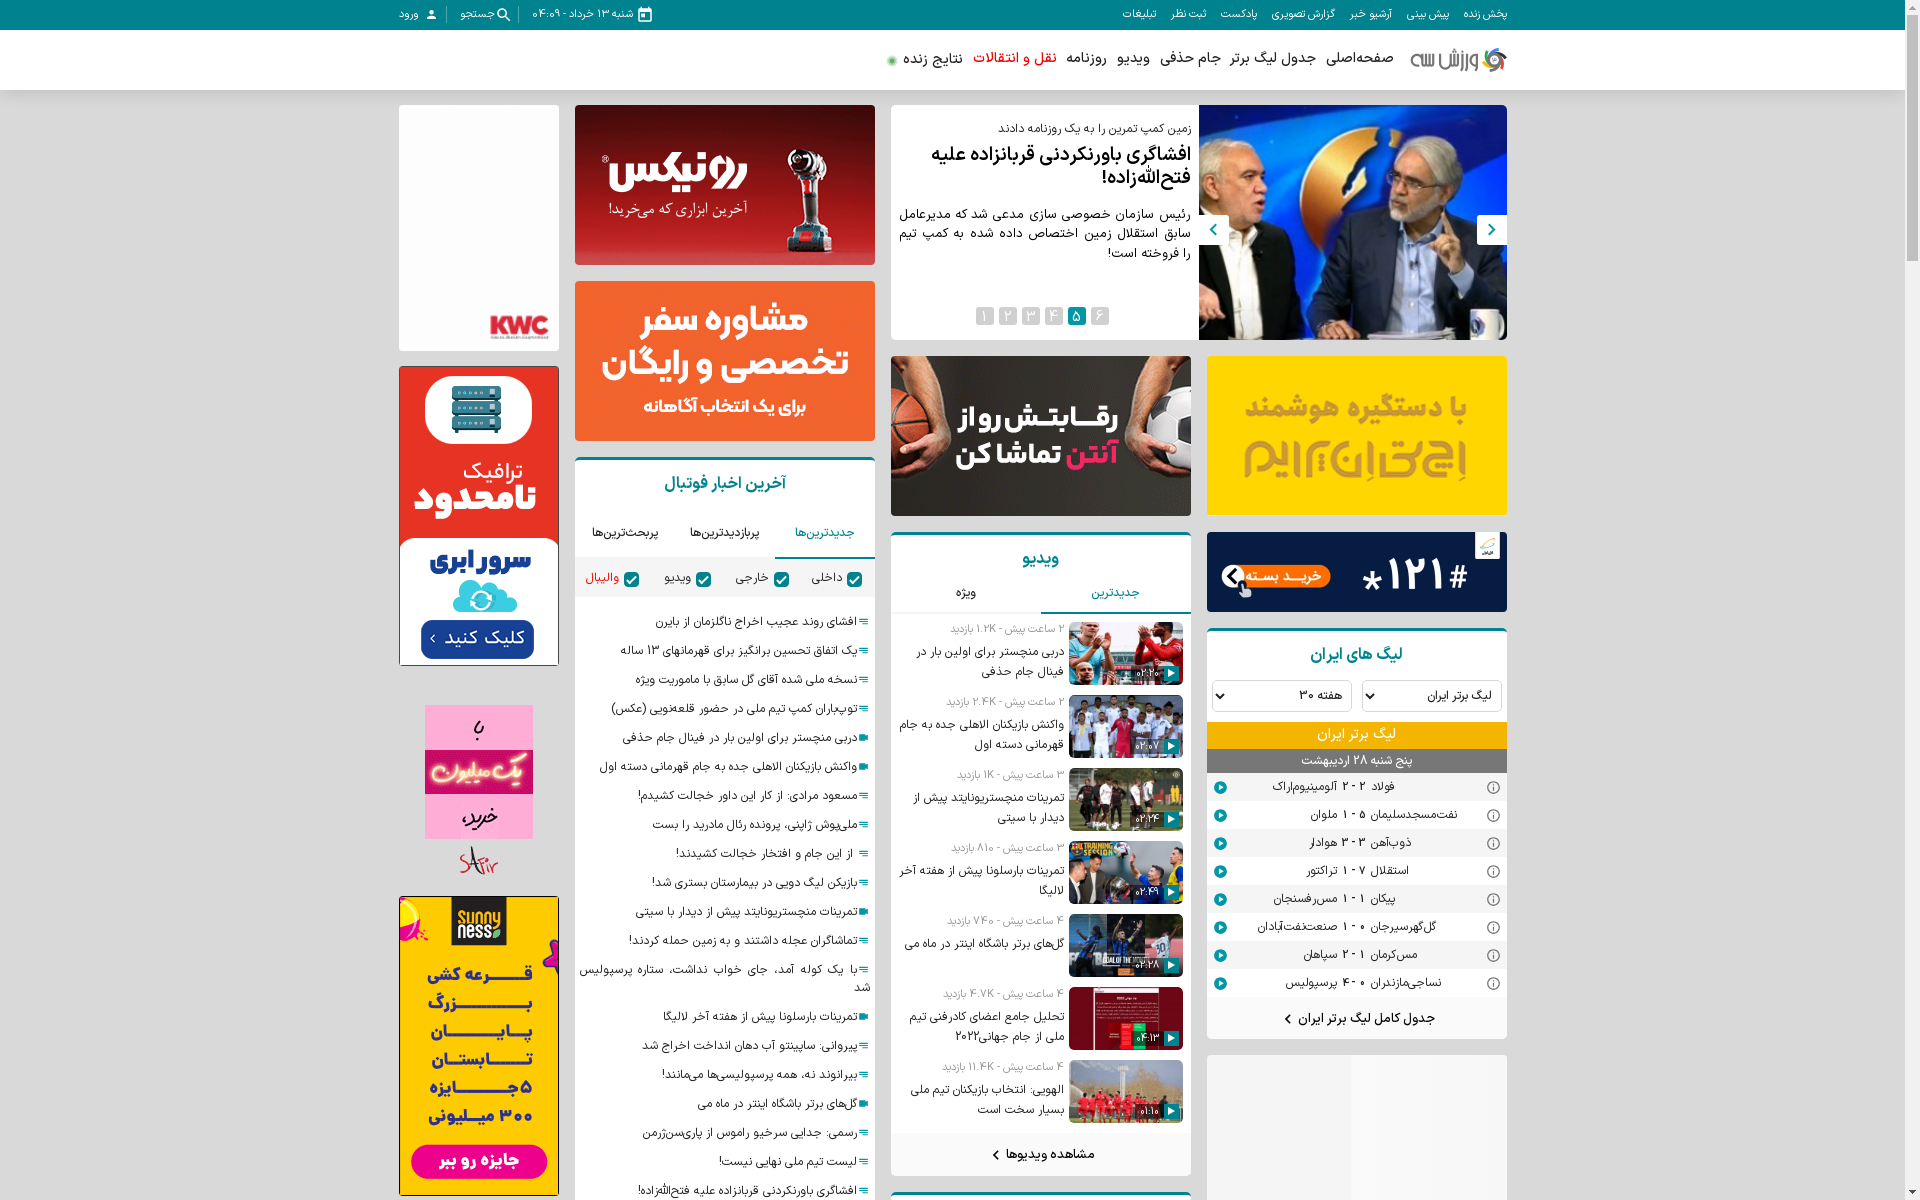 پخش زنده
پیش بینی
آرشیو خبر
گزارش تصویری
پادکست
ثبت نظر
تبلیغات
شنبه ۱۳ خرداد - ۰۴:۰۹
جستجو
ورود
ورزش سه
صفحه‌اصلی
جدول لیگ برتر
جام حذفی
ویدیو
روزنامه
نقل و انتقالات
نتایج زنده
زمین کمپ تمرین را به یک روزنامه دادند
افشاگری باورنکردنی قربانزاده علیه
فتح‌الله‌زاده!
رئیس سازمان خصوصی سازی مدعی شد که مدیرعامل
سابق استقلال زمین اختصاص داده شده به کمپ تیم
را فروخته است!
۶ ۵ ۴ ۳ ۲ ۱
با دستگیره هوشمند
اچ تی ان پرایم
#۱۲۱*
خریـــد بستــه
لیگ های ایران
لیگ برتر ایران
هفته ۳۰
لیگ برتر ایران
پنج شنبه ۲۸ اردیبهشت
فولاد ۲ - ۲ آلومینیوم‌اراک
نفت‌مسجدسلیمان ۵ - ۱ ملوان
ذوب‌آهن ۳ - ۳ هوادار
استقلال ۷ - ۱ تراکتور
پیکان ۱ - ۱ مس‌رفسنجان
گل‌گهرسیرجان ۰ - ۱ صنعت‌نفت‌آبادان
مس‌کرمان ۱ - ۲ سپاهان
نساجی‌مازندران ۰ - ۴ پرسپولیس
جدول کامل لیگ برتر ایران
رقــابتــش رو از
آنتن تماشا کن
ویدیو
جدیدترین
ویژه
۲ ساعت پیش - ۱.۲K بازدید
دربی منچستر برای اولین بار در
فینال جام حذفی
۰۲:۲۰
۲ ساعت پیش - ۲.۴K بازدید
واکنش بازیکنان الاهلی جده به جام
قهرمانی دسته اول
۰۲:۰۷
۳ ساعت پیش - ۱K بازدید
تمرینات منچستریونایتد پیش از
دیدار با سیتی
۰۲:۲۴
۳ ساعت پیش - ۸۱۰ بازدید
تمرینات بارسلونا پیش از هفته آخر
لالیگا
TRAINING SESSION
۰۲:۴۹
۴ ساعت پیش - ۷۴۰ بازدید
گل‌های برتر باشگاه اینتر در ماه می
۰۲:۲۸
۴ ساعت پیش - ۴.۷K بازدید
تحلیل جامع اعضای کادرفنی تیم
ملی از جام جهانی۲۰۲۲
۰۴:۱۳
۴ ساعت پیش - ۱۱.۴K بازدید
الهویی: انتخاب بازیکنان تیم ملی
بسیار سخت است
۰۱:۱۰
مشاهده ویدیوها
رونیکس®
آخرین ابزاری که می‌خرید!
مشاوره سفر
تخصصی و رایگان
برای یک انتخاب آگاهانه
آخرین اخبار فوتبال
جدیدترین‌ها
پربازدیدترین‌ها
پربحث‌ترین‌ها
داخلی
خارجی
ویدیو
والیبال
افشای روند عجیب اخراج ناگلزمان از بایرن
یک اتفاق تحسین برانگیز برای قهرمانهای ۱۳ ساله
نسخه ملی شده آقای گل سابق با ماموریت ویژه
توپ‌باران کمپ تیم ملی در حضور قلعه‌نویی (عکس)
دربی منچستر برای اولین بار در فینال جام حذفی
واکنش بازیکنان الاهلی جده به جام قهرمانی دسته اول
مسعود مرادی: از کار این داور خجالت کشیدم!
ملی‌پوش ژاپنی، پرونده رئال مادرید را بست
از این جام و افتخار خجالت کشیدند!
بازیکن لیگ دویی در بیمارستان بستری شد!
تمرینات منچستریونایتد پیش از دیدار با سیتی
تماشاگران عجله داشتند و به زمین حمله کردند!
با یک کوله آمد، جای خواب نداشت، ستاره پرسپولیس
شد
تمرینات بارسلونا پیش از هفته آخر لالیگا
پیروانی: ساپینتو آب دهان انداخت اخراج شد
بیرانوند نه، همه پرسپولیسی‌ها می‌مانند!
گل‌های برتر باشگاه اینتر در ماه می
رسمی: جدایی سرخیو راموس از پاری‌سن‌ژرمن
لیست تیم ملی نهایی نیست!
افشاگری باورنکردنی قربانزاده علیه فتح‌الله‌زاده!
KWC
ترافیک
نامحدود
سرور ابری
کلیک کنید
با
یک میلیون
خرید،
SAFir
sunny
ness
قـــرعه کشی
بـــــزرگ
پـایـــــان
تـــابستـان
۵جـــــایزه
۳۰۰ میلیونی
جایزه رو ببر